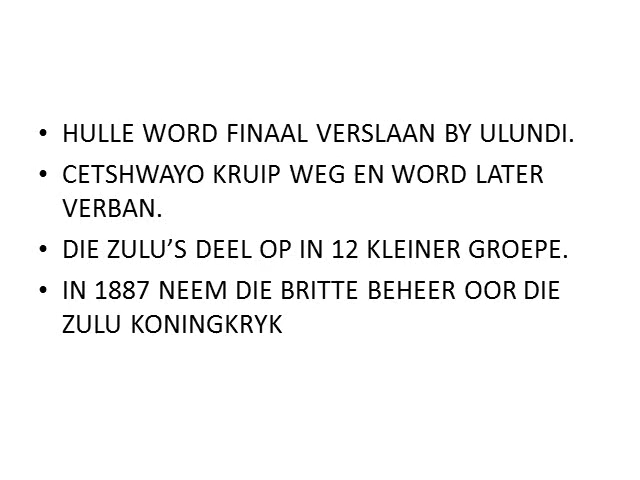 • HULLE WORD FINAAL VERSLAAN BY ULUNDI.
• CETSHWAYO KRUIP WEG EN WORD LATER
VERBAN.
• DIE ZULU’S DEEL OP IN 12 KLEINER GROEPE.
• IN 1887 NEEM DIE BRITTE BEHEER OOR DIE
ZULU KONINGKRYK